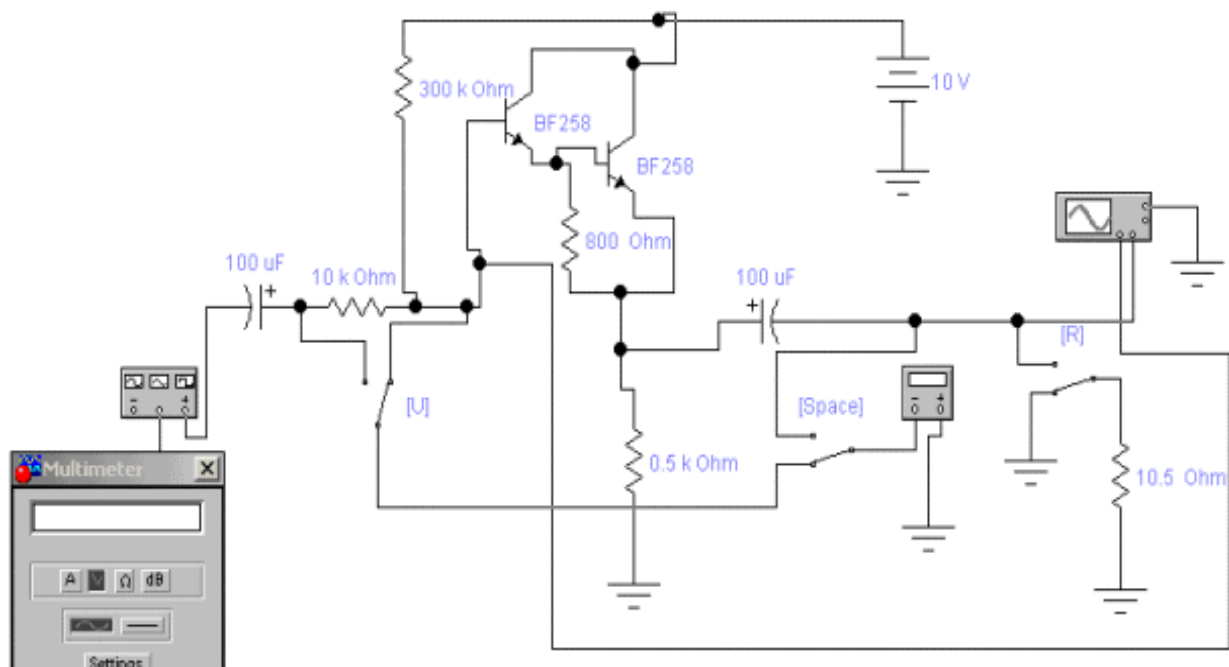 300 k Ohm
10 V
BF258
BF258
800 Ohm
100 uF
+
10 k Ohm
100 uF
+
[R]
- +
[U]
[Space]
- +
Multimeter
0.5 k Ohm
10.5 Ohm
A V Ω dB
Settings